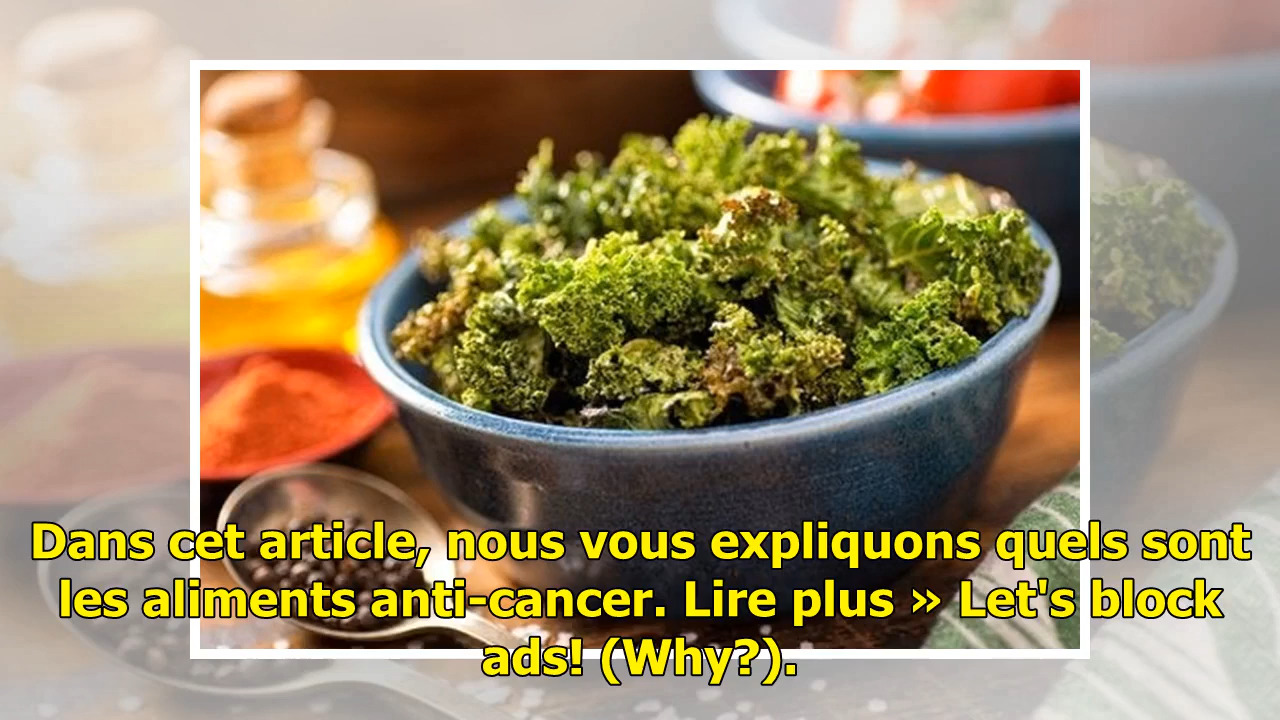 Dans cet article, nous vous expliquons quels sont
les aliments anti-cancer. Lire plus » Let's block
ads! (Why?).